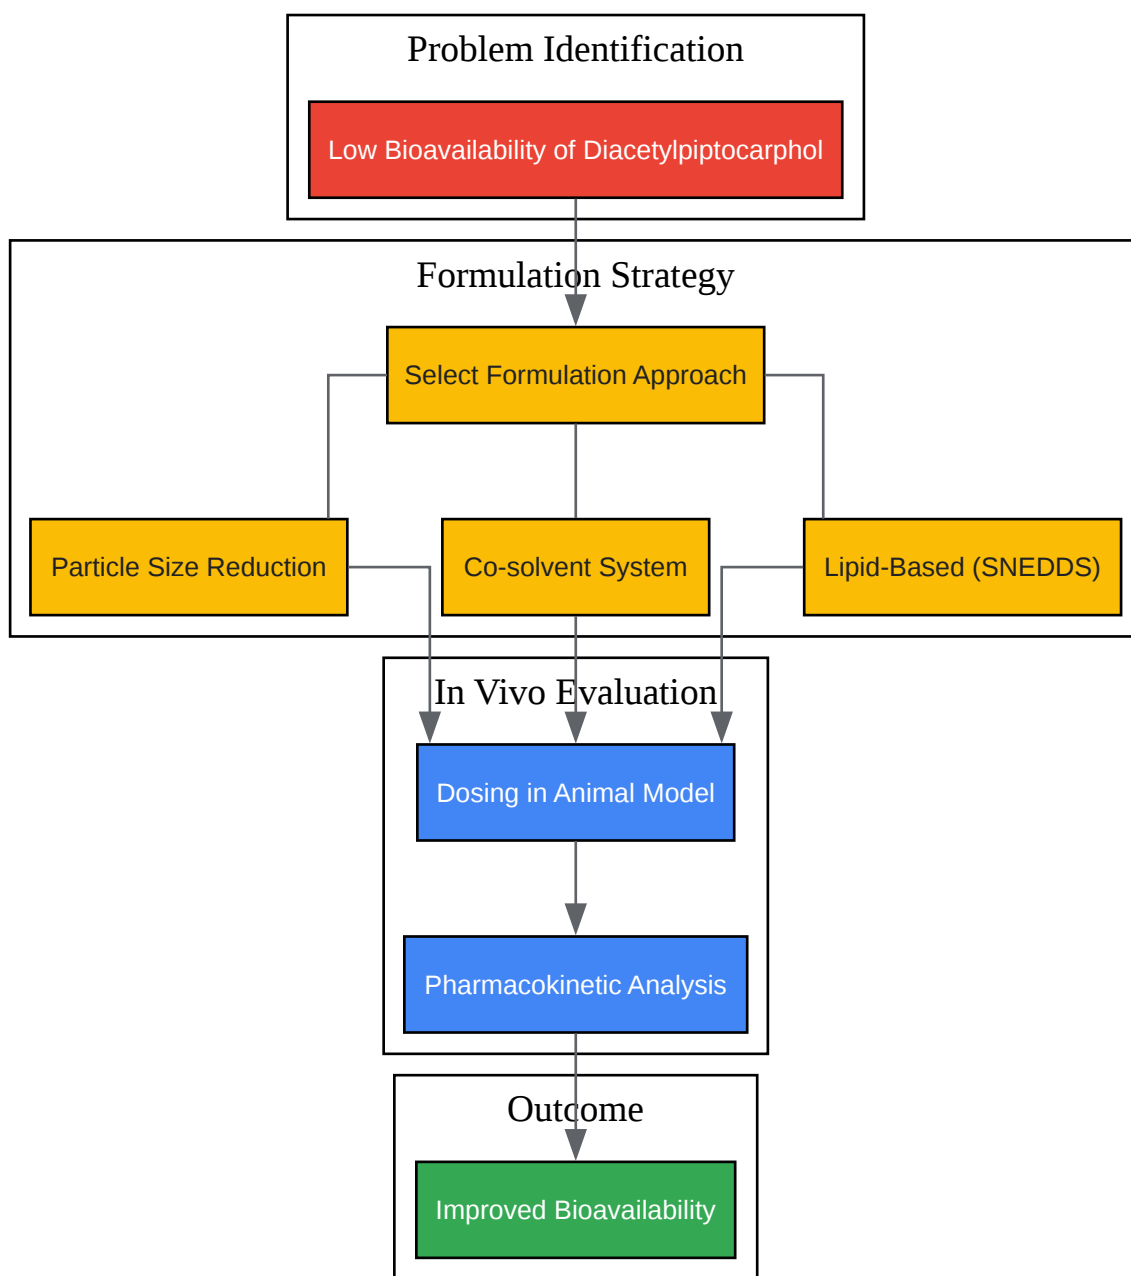 Problem Identification
Low Bioavailability of Diacetylpiptocarphol
Formulation Strategy
Select Formulation Approach
Particle Size Reduction
Co-solvent System
Lipid-Based (SNEDDS)
In Vivo Evaluation
Dosing in Animal Model
Pharmacokinetic Analysis
Outcome
Improved Bioavailability